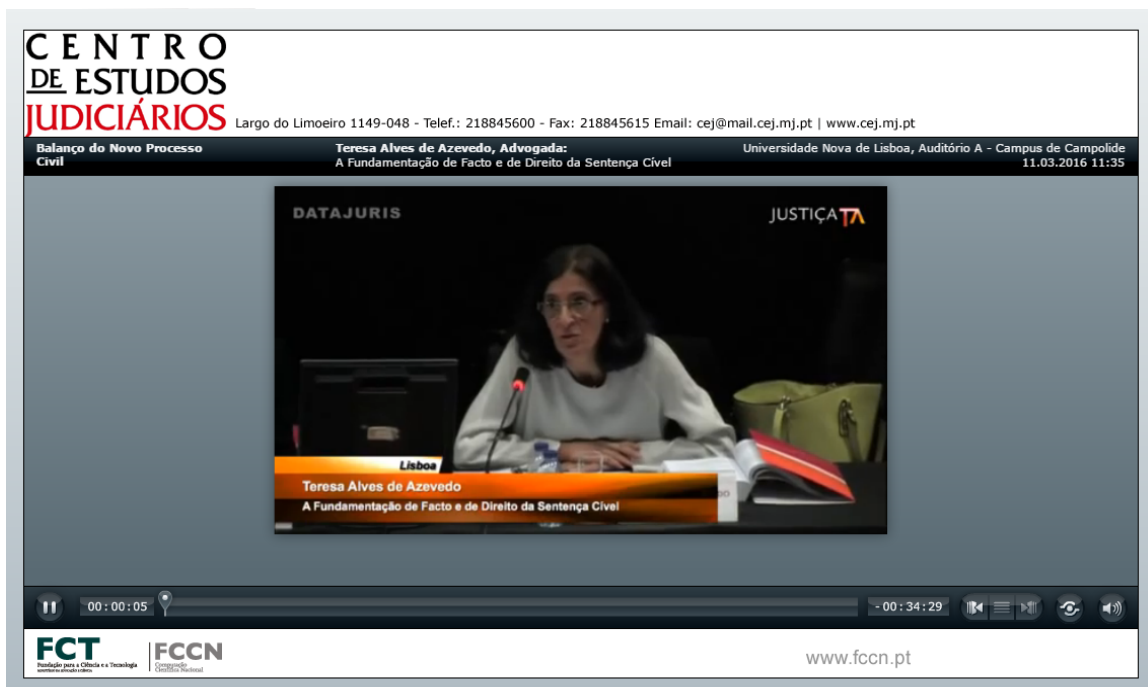 CENTRO
DE ESTUDOS
JUDICIÁRIOS
Largo do Limoeiro 1149-048 - Telef.: 218845600 - Fax: 218845615 Email: cej@mail.cej.mj.pt | www.cej.mj.pt
Balanço do Novo Processo
Civil
Teresa Alves de Azevedo, Advogada:
A Fundamentação de Facto e de Direito da Sentença Cível
Universidade Nova de Lisboa, Auditório A - Campus de Campolide
11.03.2016 11:35
DATAJURIS
JUSTIÇA TV
Lisboa
Teresa Alves de Azevedo
A Fundamentação de Facto e de Direito da Sentença Cível
00:00:05
- 00:34:29
FCT
Fundação para a Ciência e a Tecnologia
FCCN
Computação
Científica Nacional
www.fccn.pt